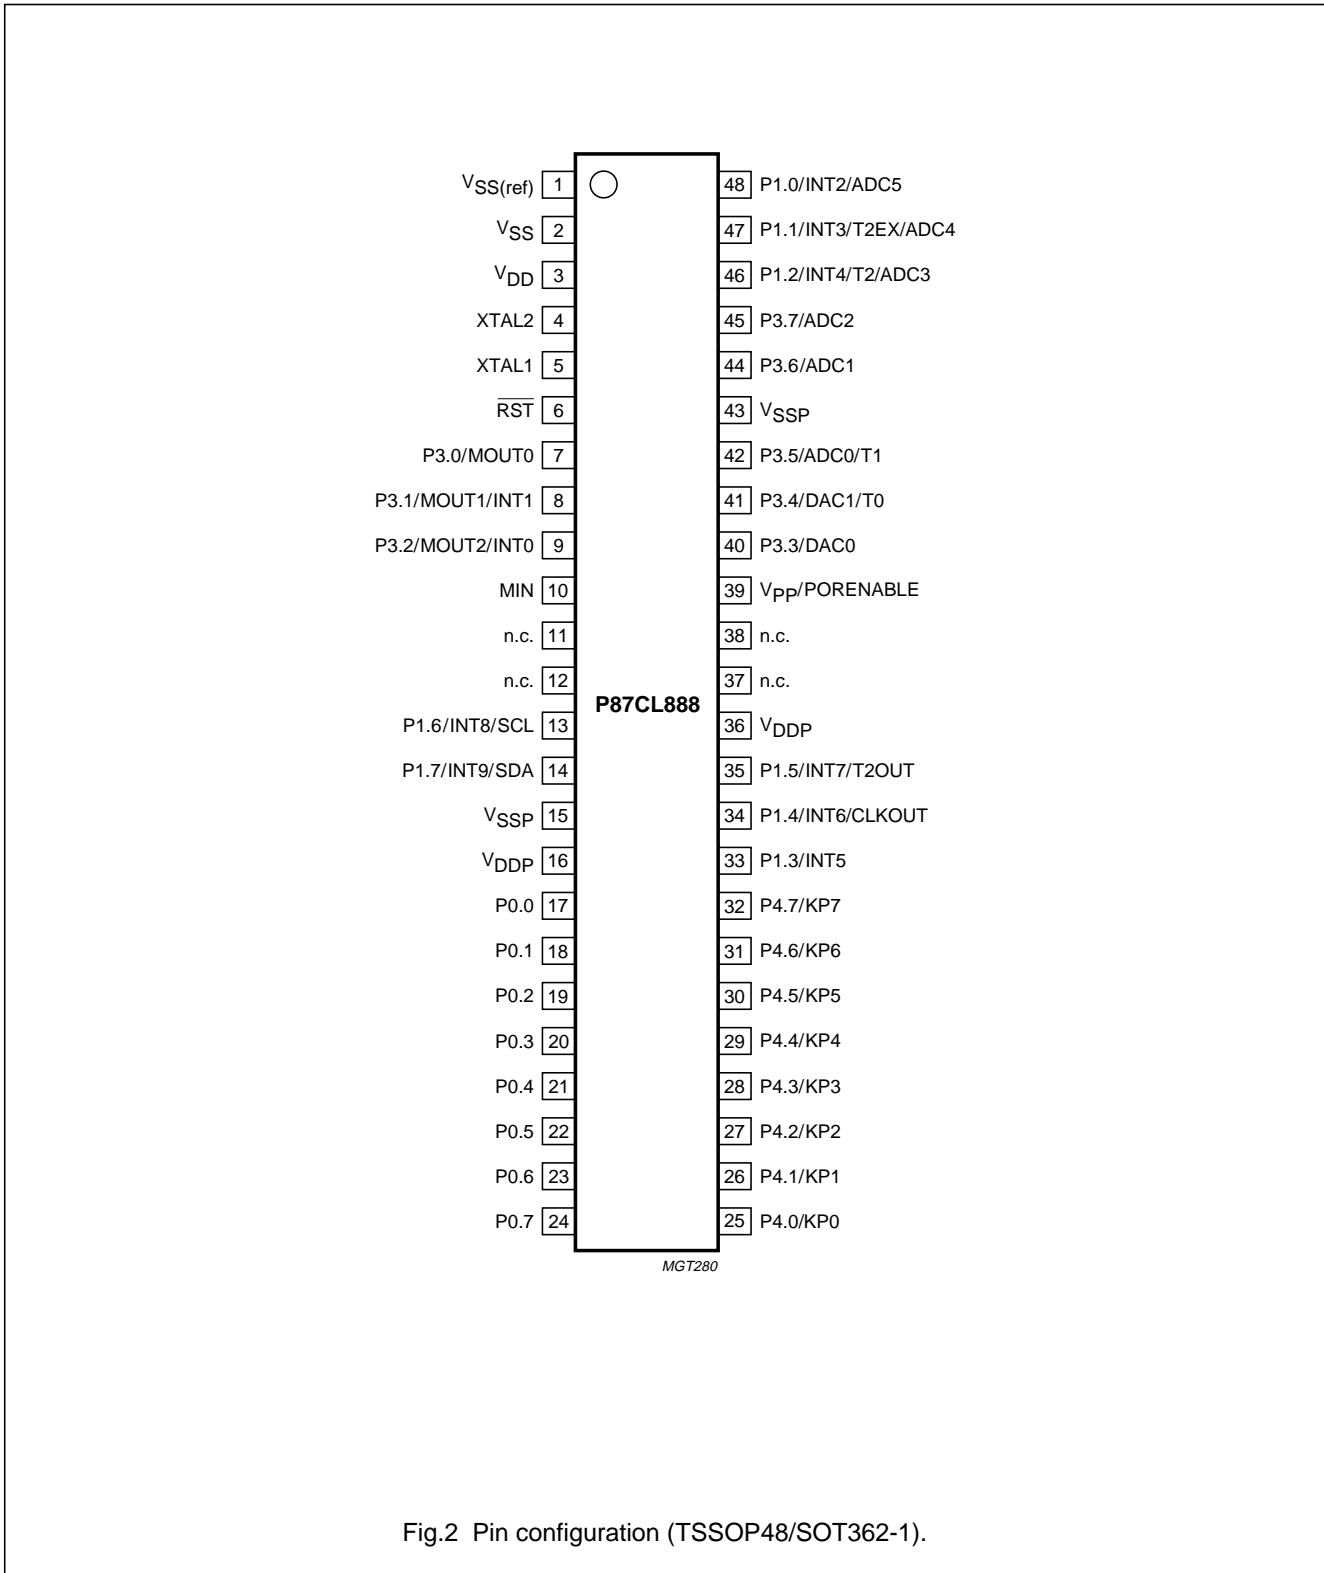 VSS(ref) 1 48 P1.0/INT2/ADC5
VSS 2 47 P1.1/INT3/T2EX/ADC4
VDD 3 46 P1.2/INT4/T2/ADC3
XTAL2 4 45 P3.7/ADC2
XTAL1 5 44 P3.6/ADC1
R̅S̅T̅ 6 43 VSSP
P3.0/MOUT0 7 42 P3.5/ADC0/T1
P3.1/MOUT1/INT1 8 41 P3.4/DAC1/T0
P3.2/MOUT2/INT0 9 40 P3.3/DAC0
MIN 10 39 VPP/PORENABLE
n.c. 11 38 n.c.
n.c. 12 37 n.c.
P87CL888
P1.6/INT8/SCL 13 36 VDDP
P1.7/INT9/SDA 14 35 P1.5/INT7/T2OUT
VSSP 15 34 P1.4/INT6/CLKOUT
VDDP 16 33 P1.3/INT5
P0.0 17 32 P4.7/KP7
P0.1 18 31 P4.6/KP6
P0.2 19 30 P4.5/KP5
P0.3 20 29 P4.4/KP4
P0.4 21 28 P4.3/KP3
P0.5 22 27 P4.2/KP2
P0.6 23 26 P4.1/KP1
P0.7 24 25 P4.0/KP0
MGT280
Fig.2 Pin configuration (TSSOP48/SOT362-1).